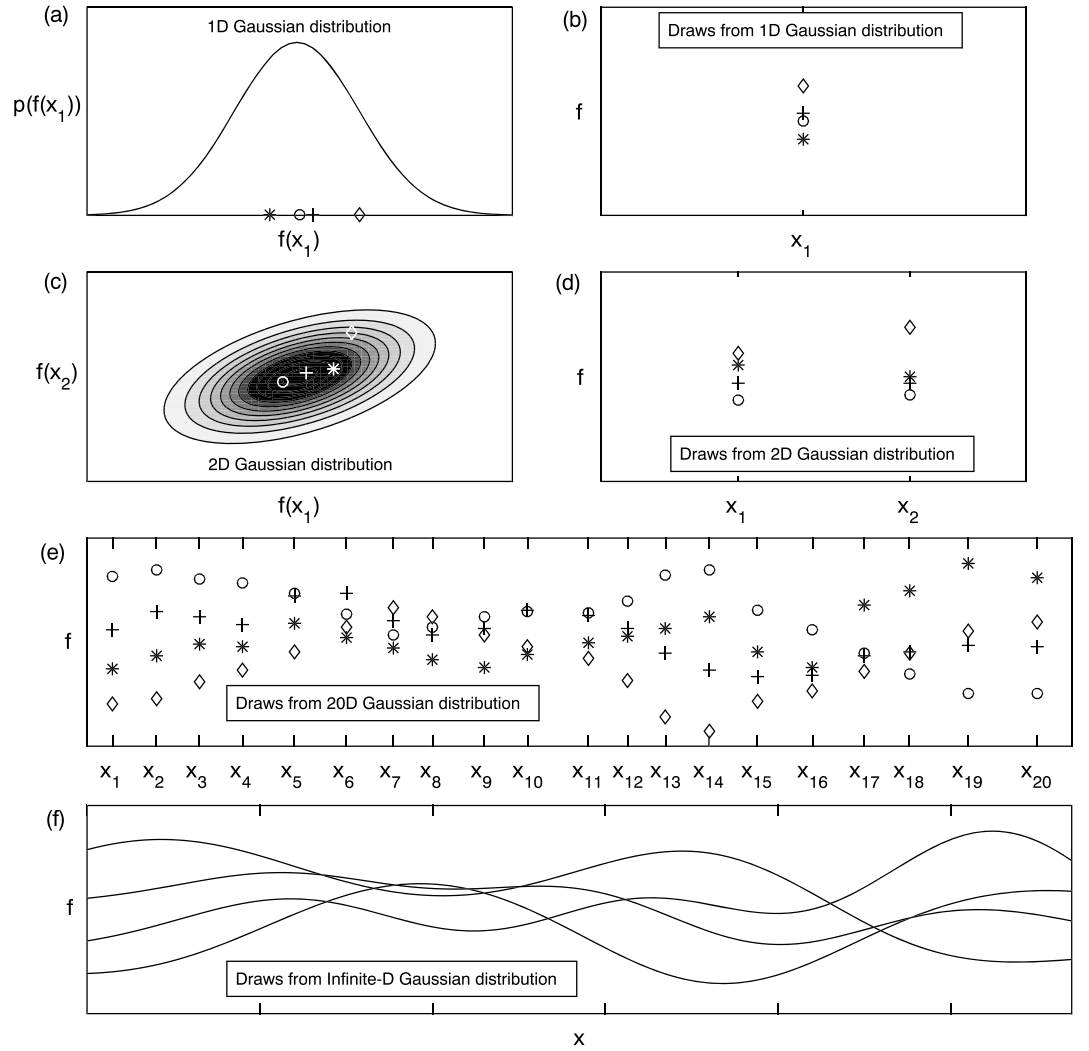 (a)
1D Gaussian distribution
p(f(x₁))
f(x₁)
(b)
Draws from 1D Gaussian distribution
f
x₁
(c)
f(x₂)
2D Gaussian distribution
f(x₁)
(d)
f
Draws from 2D Gaussian distribution
x₁ x₂
(e)
f
Draws from 20D Gaussian distribution
x₁ x₂ x₃ x₄ x₅ x₆ x₇ x₈ x₉ x₁₀ x₁₁ x₁₂ x₁₃ x₁₄ x₁₅ x₁₆ x₁₇ x₁₈ x₁₉ x₂₀
(f)
f
Draws from Infinite-D Gaussian distribution
x